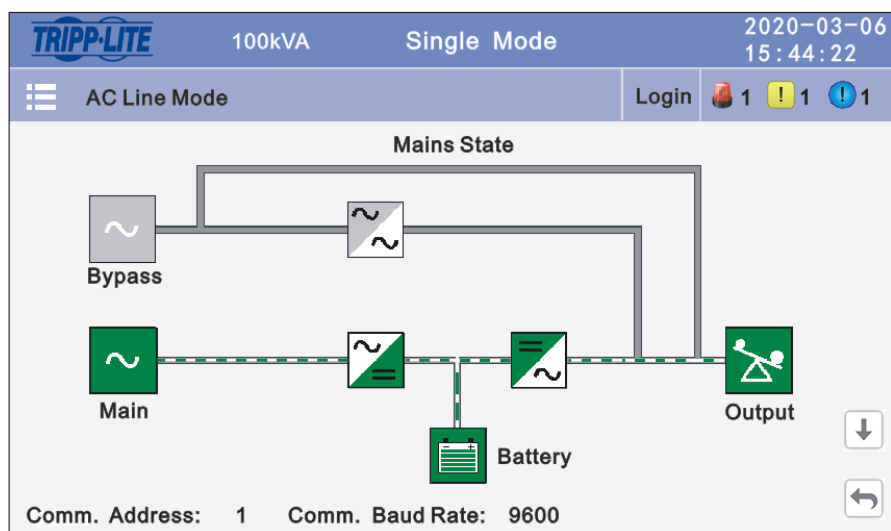 TRIPP·LITE 100kVA Single Mode 2020-03-06
15:44:22
AC Line Mode Login 1 ! 1 ! 1
Mains State
Bypass
Main
Output
Battery
Comm. Address: 1 Comm. Baud Rate: 9600